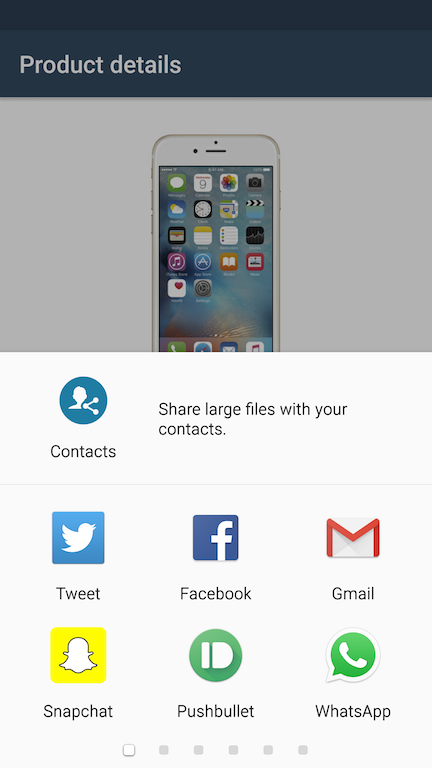 Product details
Share large files with your
contacts.
Contacts
Tweet
Facebook
Gmail
Snapchat
Pushbullet
WhatsApp